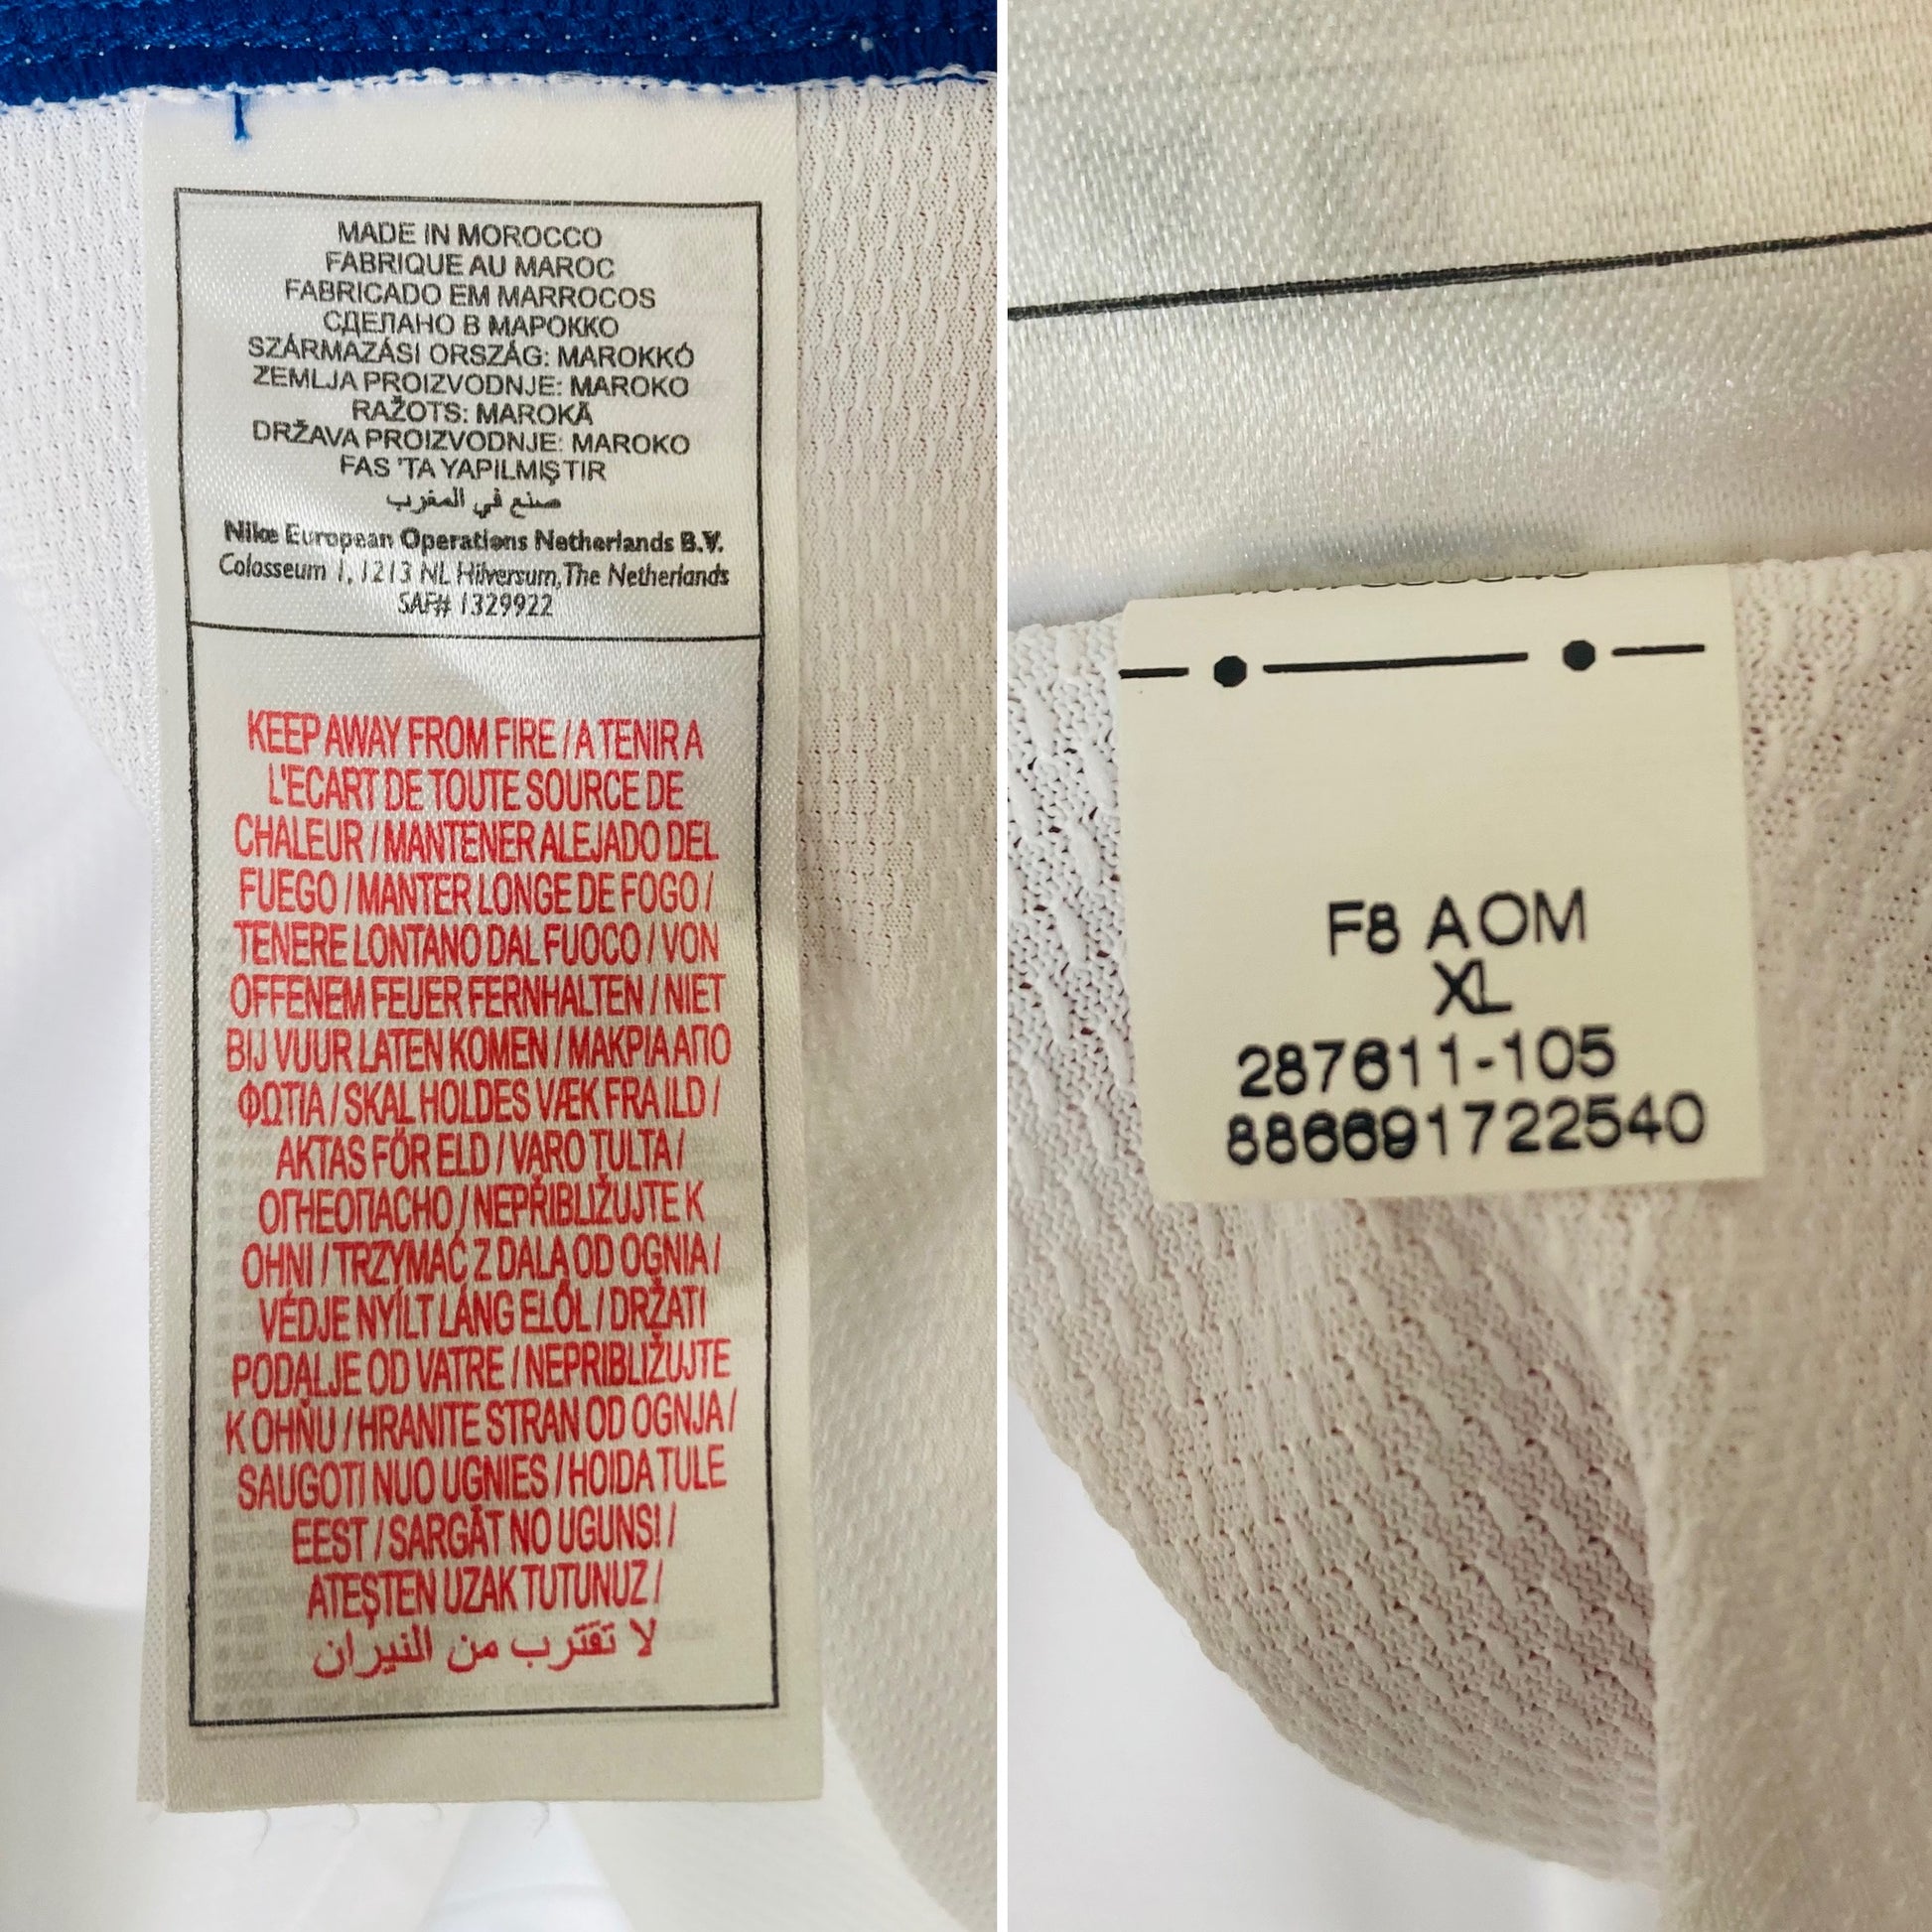 MADE IN MOROCCO
FABRIQUE AU MAROC
FABRICADO EM MARROCOS
СДЕЛАНО В МАРОККО
SZÁRMAZÁSI ORSZÁG: MAROKKÓ
ZEMLJA PROIZVODNJE: MAROKO
RAŽOTS: MAROKĀ
DRŽAVA PROIZVODNJE: MAROKO
FAS 'TA YAPILMIŞTIR
صنع في المغرب
Nike European Operations Netherlands B.V.
Colosseum 1, 1213 NL Hilversum, The Netherlands
SAF# 1329922
KEEP AWAY FROM FIRE / A TENIR A
L'ECART DE TOUTE SOURCE DE
CHALEUR / MANTENER ALEJADO DEL
FUEGO / MANTER LONGE DE FOGO /
TENERE LONTANO DAL FUOCO / VON
OFFENEM FEUER FERNHALTEN / NIET
BIJ VUUR LATEN KOMEN / ΜΑΚΡΙΑ ΑΠΟ
ΦΩΤΙΑ / SKAL HOLDES VÆK FRA ILD /
AKTAS FÖR ELD / VARO TULTA /
ОГНЕОПАСНО / NEPŘIBLIŽUJTE K
OHNI / TRZYMAĆ Z DALA OD OGNIA /
VÉDJE NYÍLT LÁNG ELŐL / DRŽATI
PODALJE OD VATRE / NEPRIBLIŽUJTE
K OHŇU / HRANITE STRAN OD OGNJA /
SAUGOTI NUO UGNIES / HOIDA TULE
EEST / SARGĀT NO UGUNS! /
ATEŞTEN UZAK TUTUNUZ /
لا تقترب من النيران
F8 AOM
XL
287611-105
886691722540